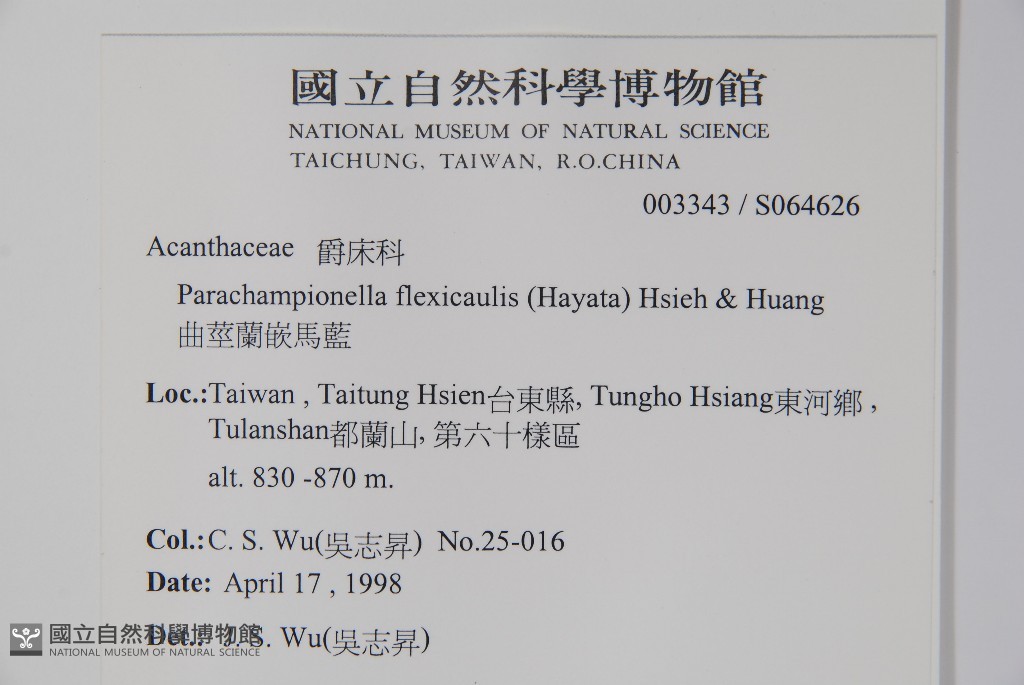 國立自然科學博物館
NATIONAL MUSEUM OF NATURAL SCIENCE
TAICHUNG, TAIWAN, R.O.CHINA
003343 / S064626
Acanthaceae 爵床科
Parachampionella flexicaulis (Hayata) Hsieh & Huang
曲莖蘭嵌馬藍
Loc.:Taiwan , Taitung Hsien台東縣, Tungho Hsiang東河鄉 ,
Tulanshan都蘭山, 第六十樣區
alt. 830 -870 m.
Col.:C. S. Wu(吳志昇) No.25-016
Date: April 17 , 1998
Det.: S. Wu(吳志昇)
國立自然科學博物館
NATIONAL MUSEUM OF NATURAL SCIENCE